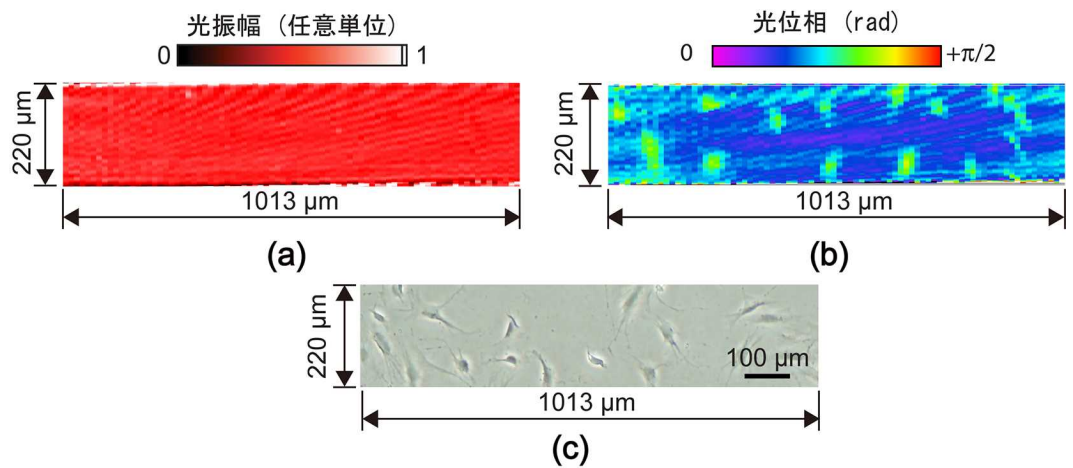 光振幅 (任意単位)
0 1
220 μm
1013 μm
(a)
光位相 (rad)
0 +π/2
220 μm
1013 μm
(b)
220 μm
100 μm
1013 μm
(c)